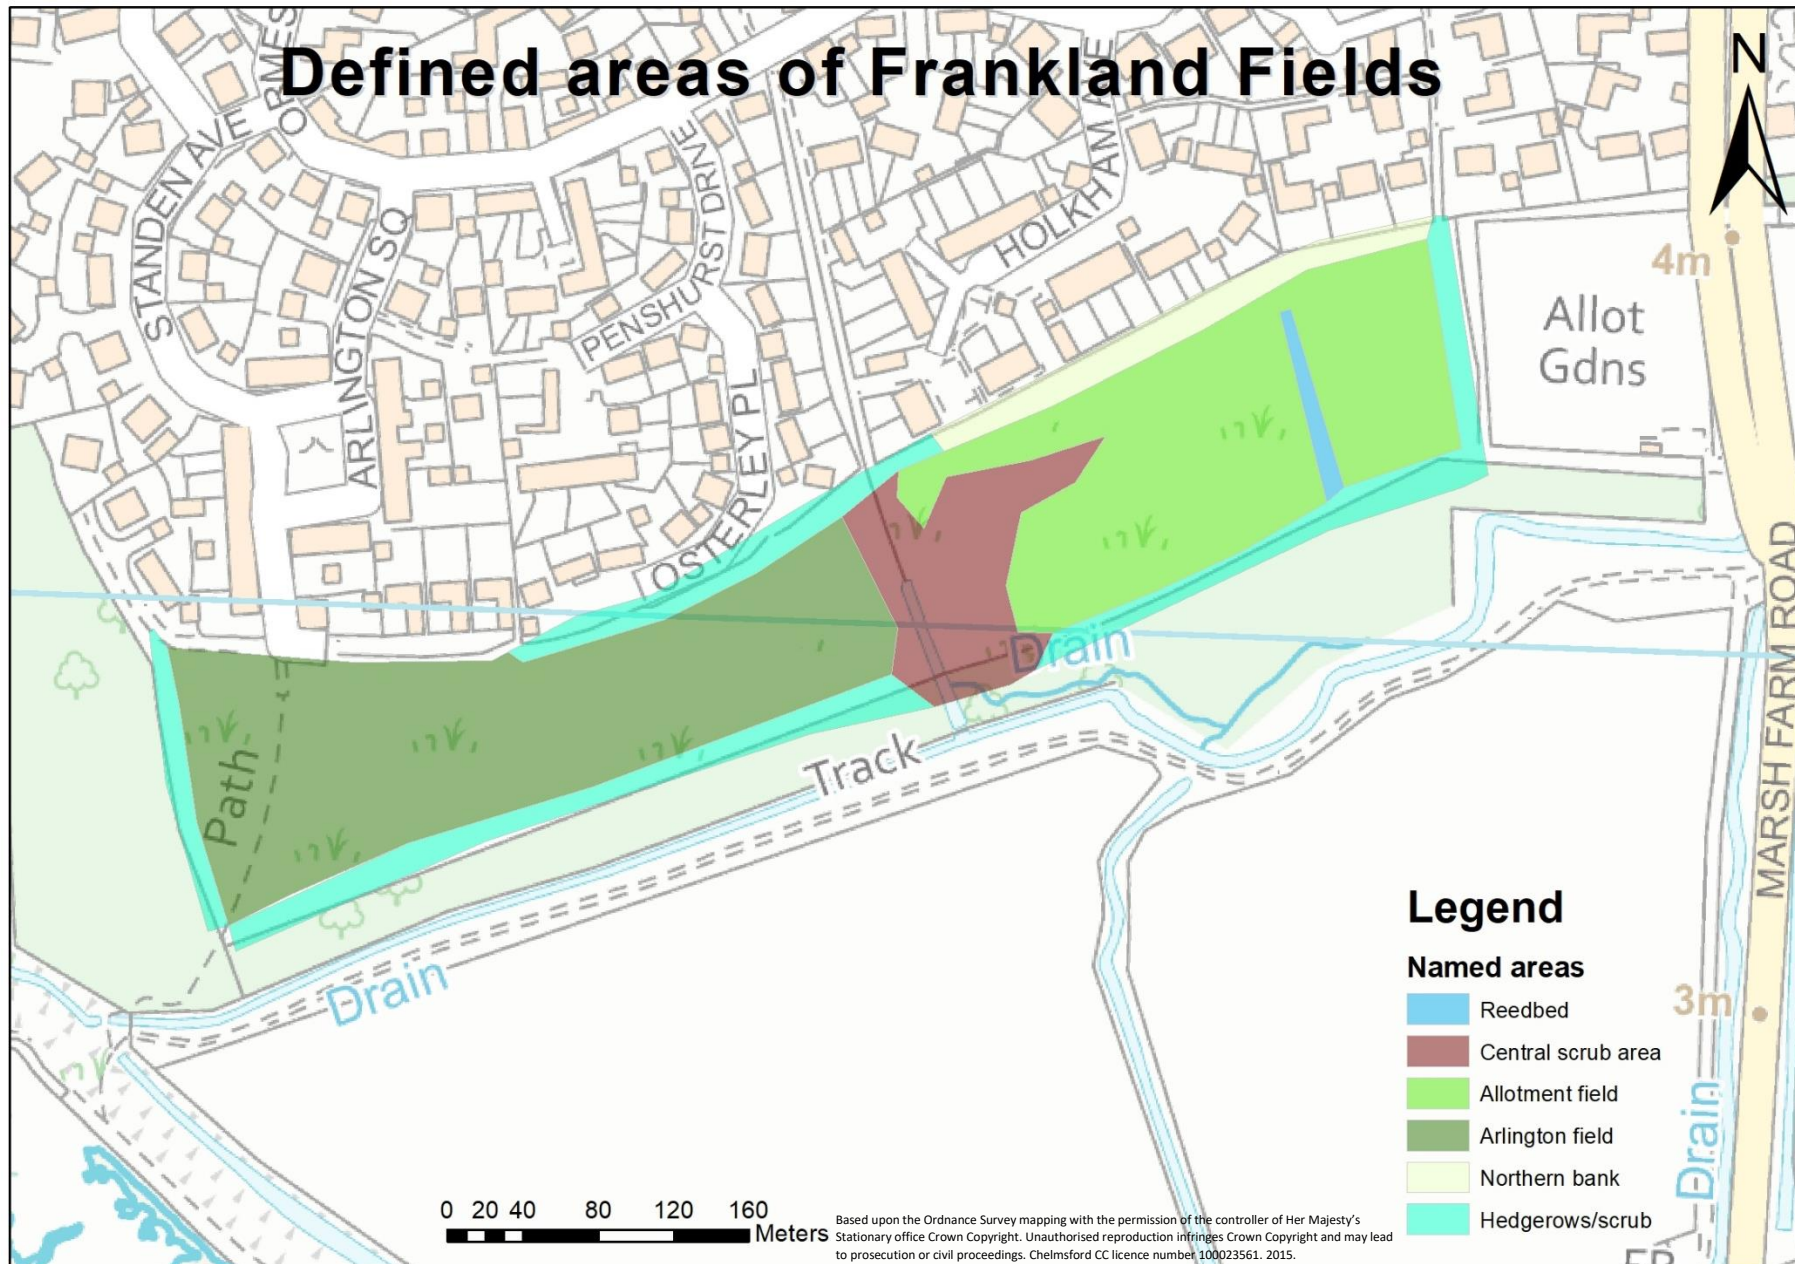 Defined areas of Frankland Fields
N
ORMES
STANDEN AVE
ARLINGTON SQ
PENSHURST DRIVE
HOLKHAM AVE
OSTERLEY PL
4m
Allot
Gdns
MARSH FARM ROAD
Drain
Track
Path
Drain
3m
Drain
Legend
Named areas
Reedbed
Central scrub area
Allotment field
Arlington field
Northern bank
Hedgerows/scrub
0 20 40 80 120 160
Meters
Based upon the Ordnance Survey mapping with the permission of the controller of Her Majesty's
Stationary office Crown Copyright. Unauthorised reproduction infringes Crown Copyright and may lead
to prosecution or civil proceedings. Chelmsford CC licence number 100023561. 2015.